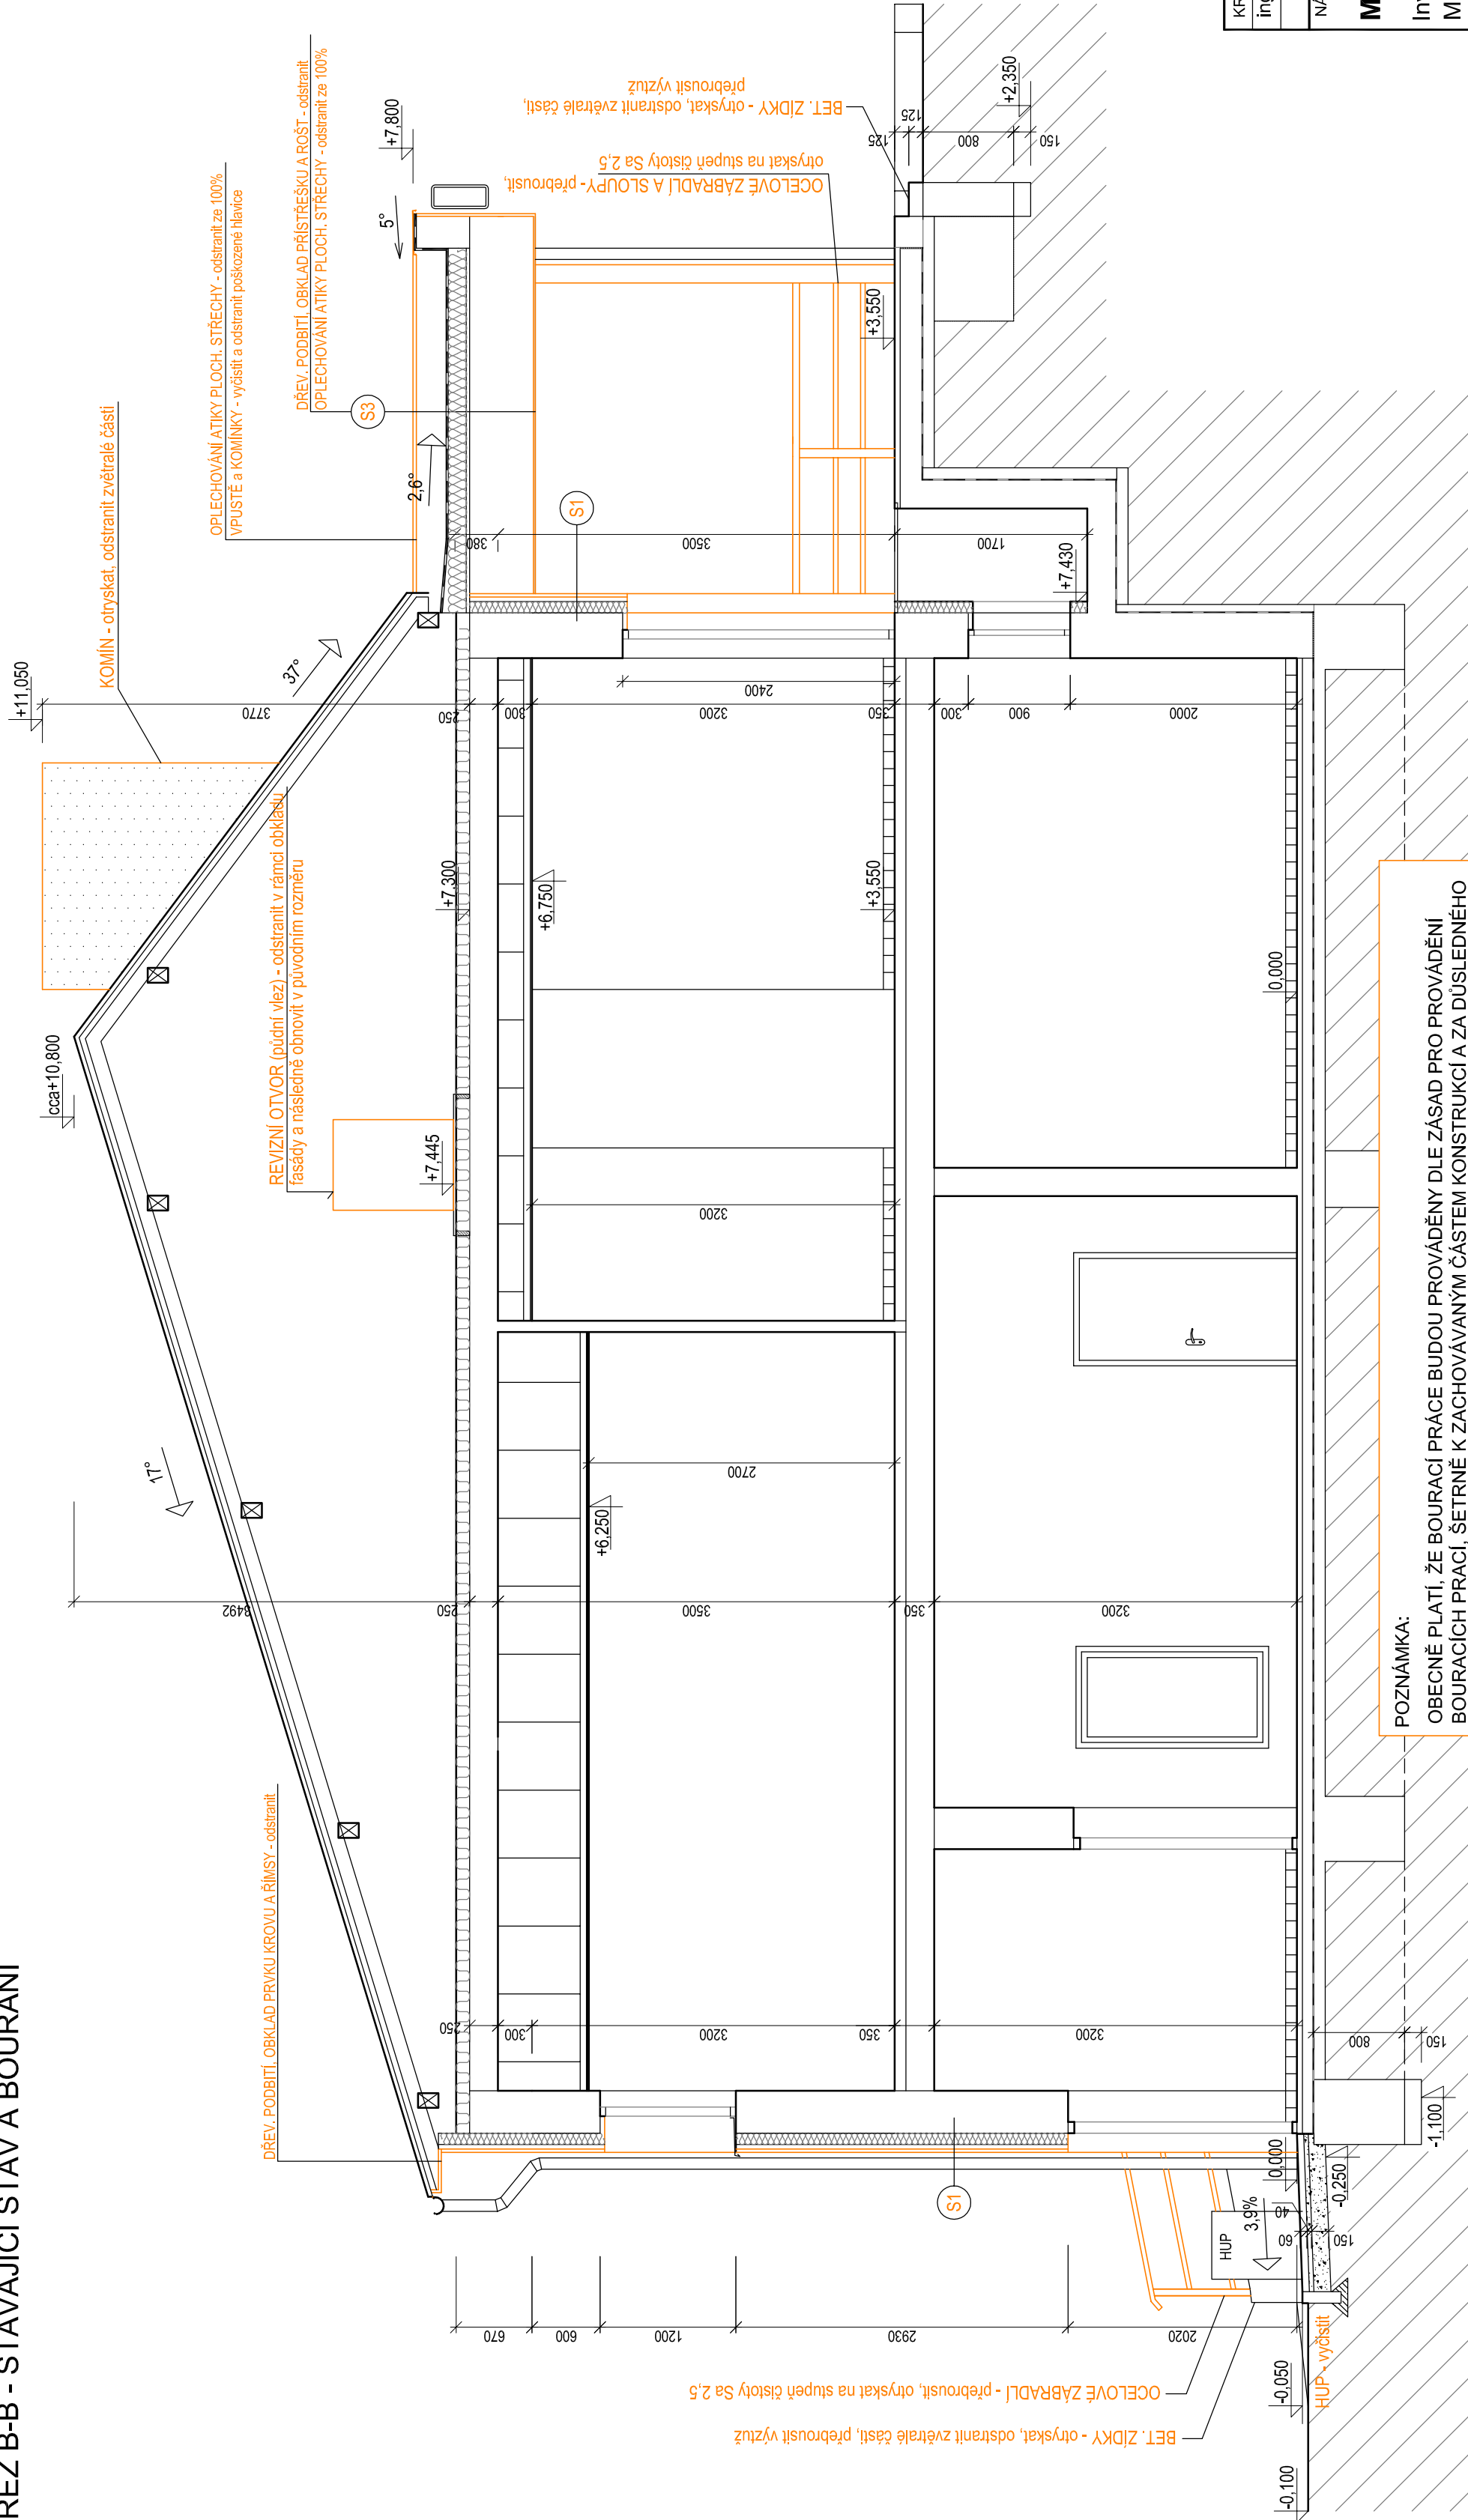 ŘEZ B-B - STÁVAJÍCÍ STAV A BOURÁNÍ
DŘEV. PODBITÍ, OBKLAD PRVKU KROVU A ŘÍMSY - odstranit
17°
cca+10,800
+11,050
KOMÍN - otryskat, odstranit zvětralé části
37°
REVIZNÍ OTVOR (půdní vlez) - odstranit v rámci obkladu
fasády a následně obnovit v původním rozměru
OPLECHOVÁNÍ ATIKY PLOCH. STŘECHY - odstranit ze 100%
VPUSTĚ a KOMÍNKY - vyčistit a odstranit poškozené hlavice
DŘEV. PODBITÍ, OBKLAD PŘÍSTŘEŠKU A ROŠT - odstranit
OPLECHOVÁNÍ ATIKY PLOCH. STŘECHY - odstranit ze 100%
S3
2,6°
5°
+7,800
+7,445
+7,300
+6,750
+6,250
+3,550
+3,550
+7,430
+2,350
0,000
0,000
S1
S1
3770
250
300
3200
350
300
900
2000
2400
380
3500
1700
3492
250
3500
350
3200
3200
2700
250
300
3200
350
3200
670
600
1200
2930
2020
125
125
800
150
800
150
OCELOVÉ ZÁBRADLÍ A SLOUPY- přebrousit,
otryskat na stupeň čistoty Sa 2,5
BET. ZÍDKY - otryskat, odstranit zvětralé části,
přebrousit výztuž
OCELOVÉ ZÁBRADLÍ - přebrousit, otryskat na stupeň čistoty Sa 2,5
BET. ZÍDKY - otryskat, odstranit zvětralé části, přebrousit výztuž
HUP
3,9%
40
60
150
HUP - vyčistit
-0,050
-0,100
-0,250
-1,100
POZNÁMKA:
OBECNĚ PLATÍ, ŽE BOURACÍ PRÁCE BUDOU PROVÁDĚNY DLE ZÁSAD PRO PROVÁDĚNÍ
BOURACÍCH PRACÍ, ŠETRNĚ K ZACHOVÁVANÝM ČÁSTEM KONSTRUKCÍ A ZA DŮSLEDNÉHO